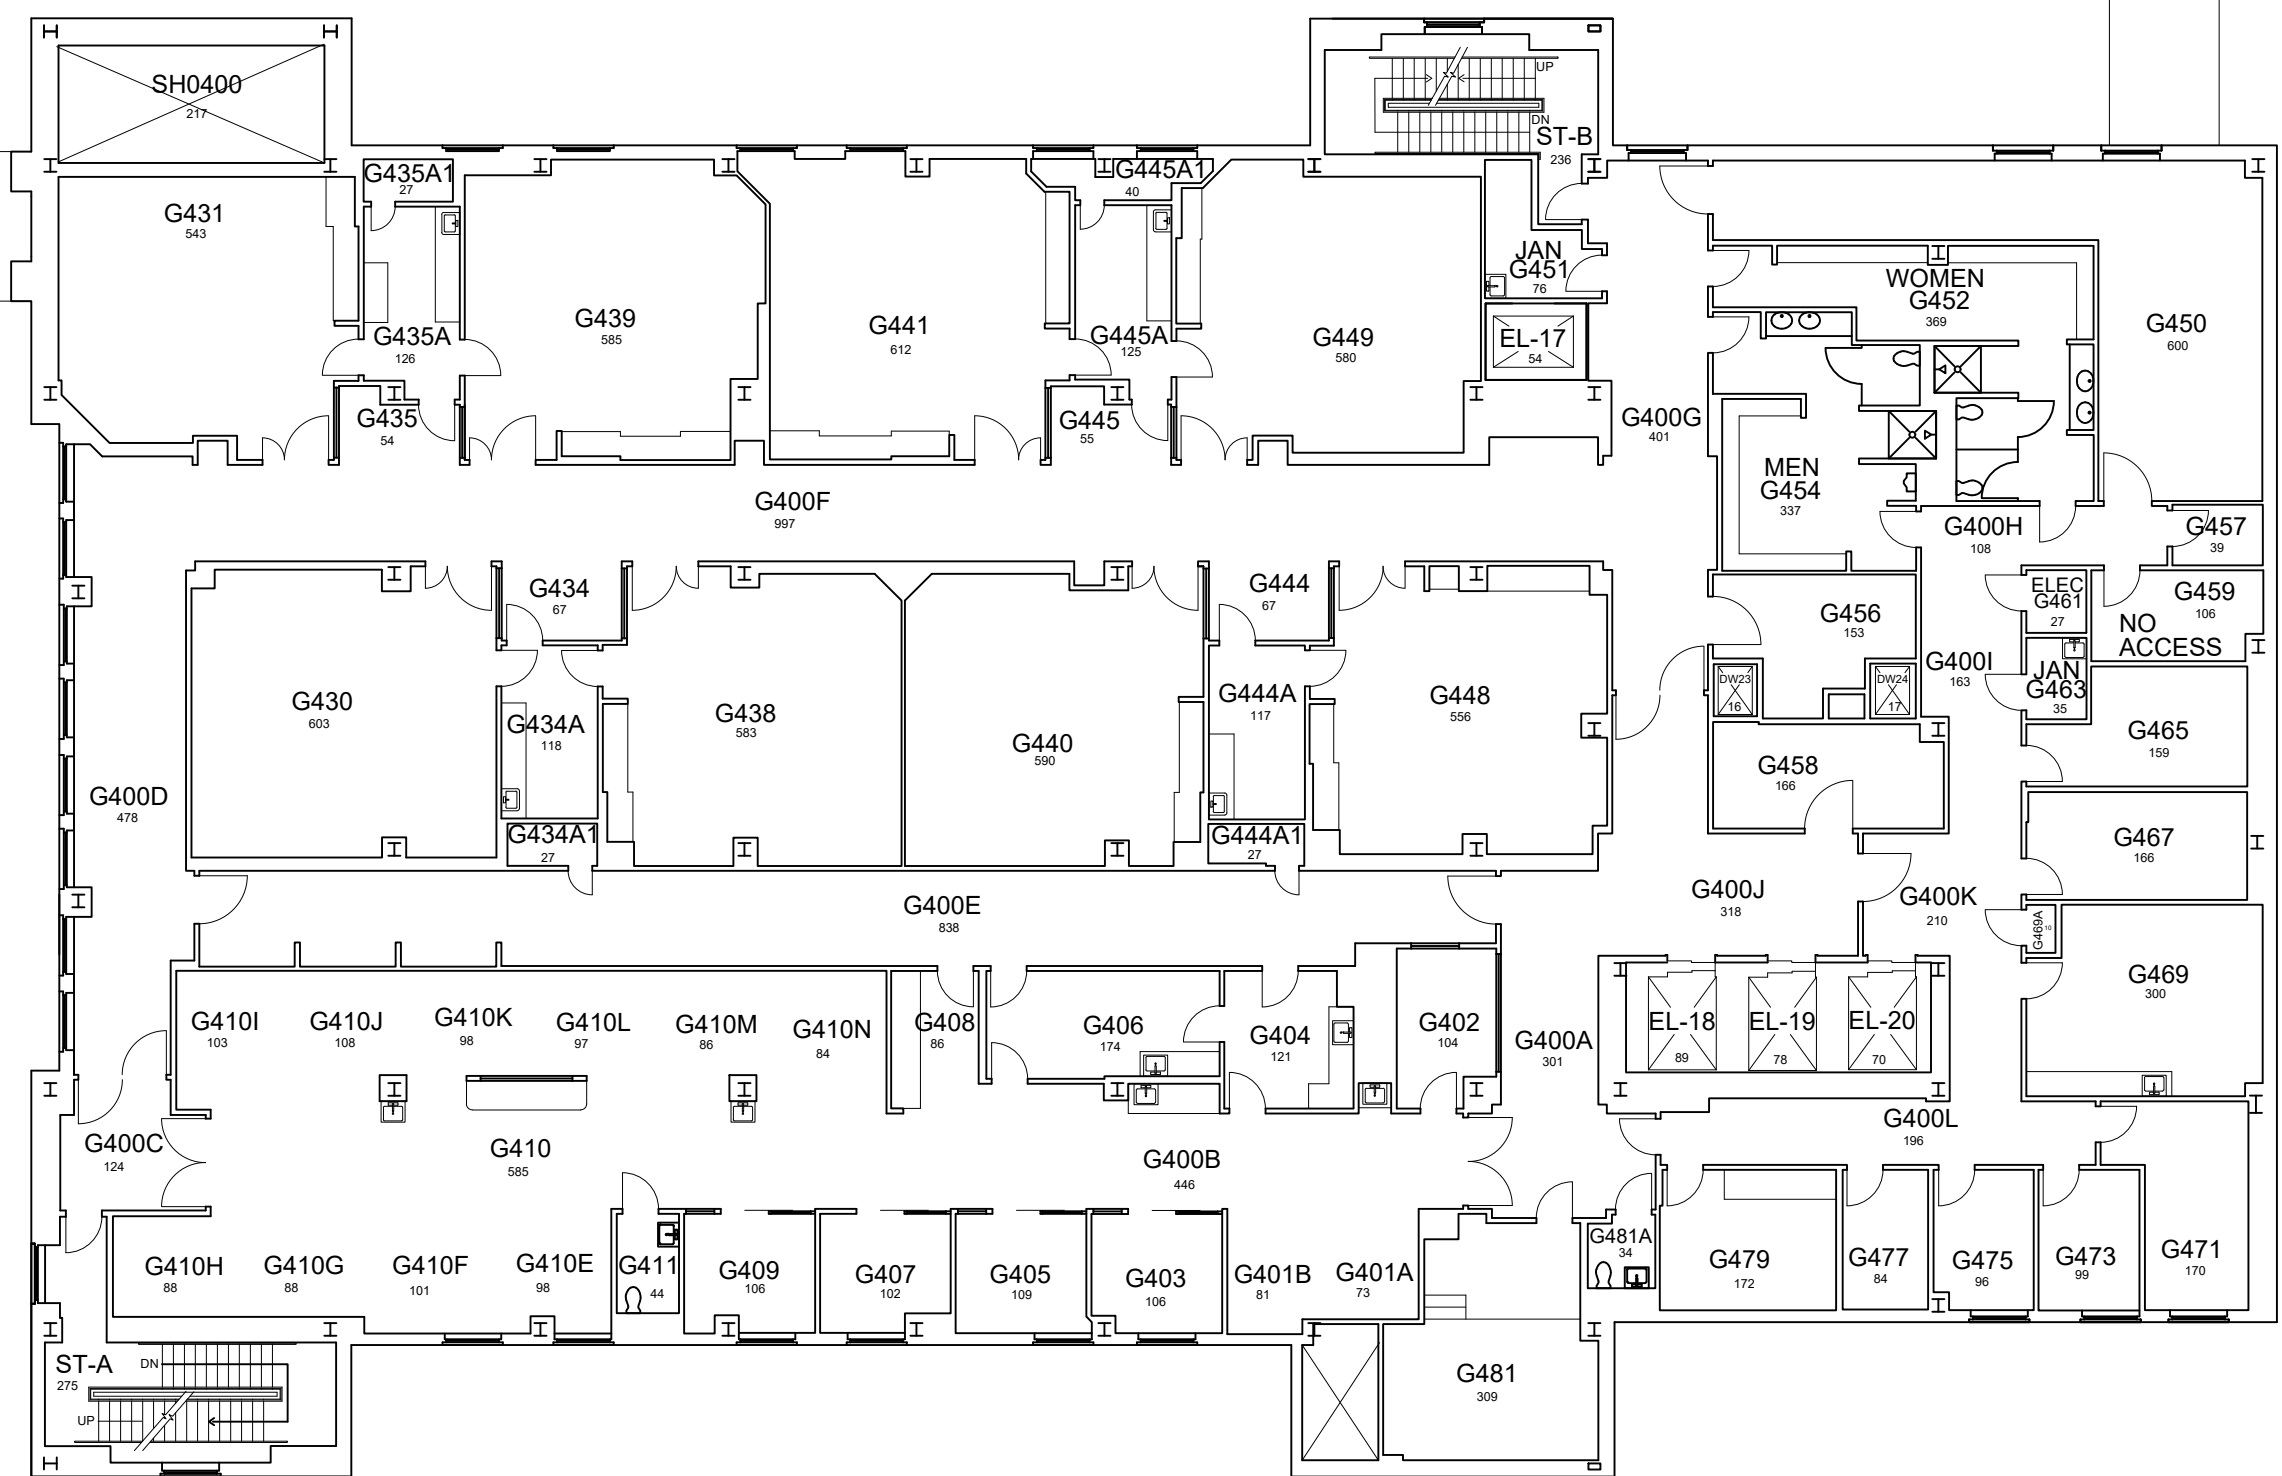 SH0400
217
UP
DN
ST-B
236
G435A1
27
G445A1
40
G431
543
G435A
126
G435
54
G439
585
G441
612
G445A
125
G445
55
G449
580
JAN
G451
76
EL-17
54
WOMEN
G452
369
G450
600
G400G
401
MEN
G454
337
G400F
997
G400H
108
G457
39
G434
67
G444
67
ELEC
G461
27
G459
106
NO
ACCESS
G456
153
G400I
163
JAN
G463
35
DW23
16
DW24
17
G430
603
G434A
118
G438
583
G440
590
G444A
117
G448
556
G465
159
G458
166
G400D
478
G434A1
27
G444A1
27
G467
166
G400J
318
G400K
210
G400E
838
G469A
10
G469
300
G410I
103
G410J
108
G410K
98
G410L
97
G410M
86
G410N
84
G408
86
G406
174
G404
121
G402
104
G400A
301
EL-18
89
EL-19
78
EL-20
70
G400C
124
G410
585
G400B
446
G400L
196
G410H
88
G410G
88
G410F
101
G410E
98
G411
44
G409
106
G407
102
G405
109
G403
106
G401B
81
G401A
73
G481A
34
G479
172
G477
84
G475
96
G473
99
G471
170
ST-A
275
DN
UP
G481
309